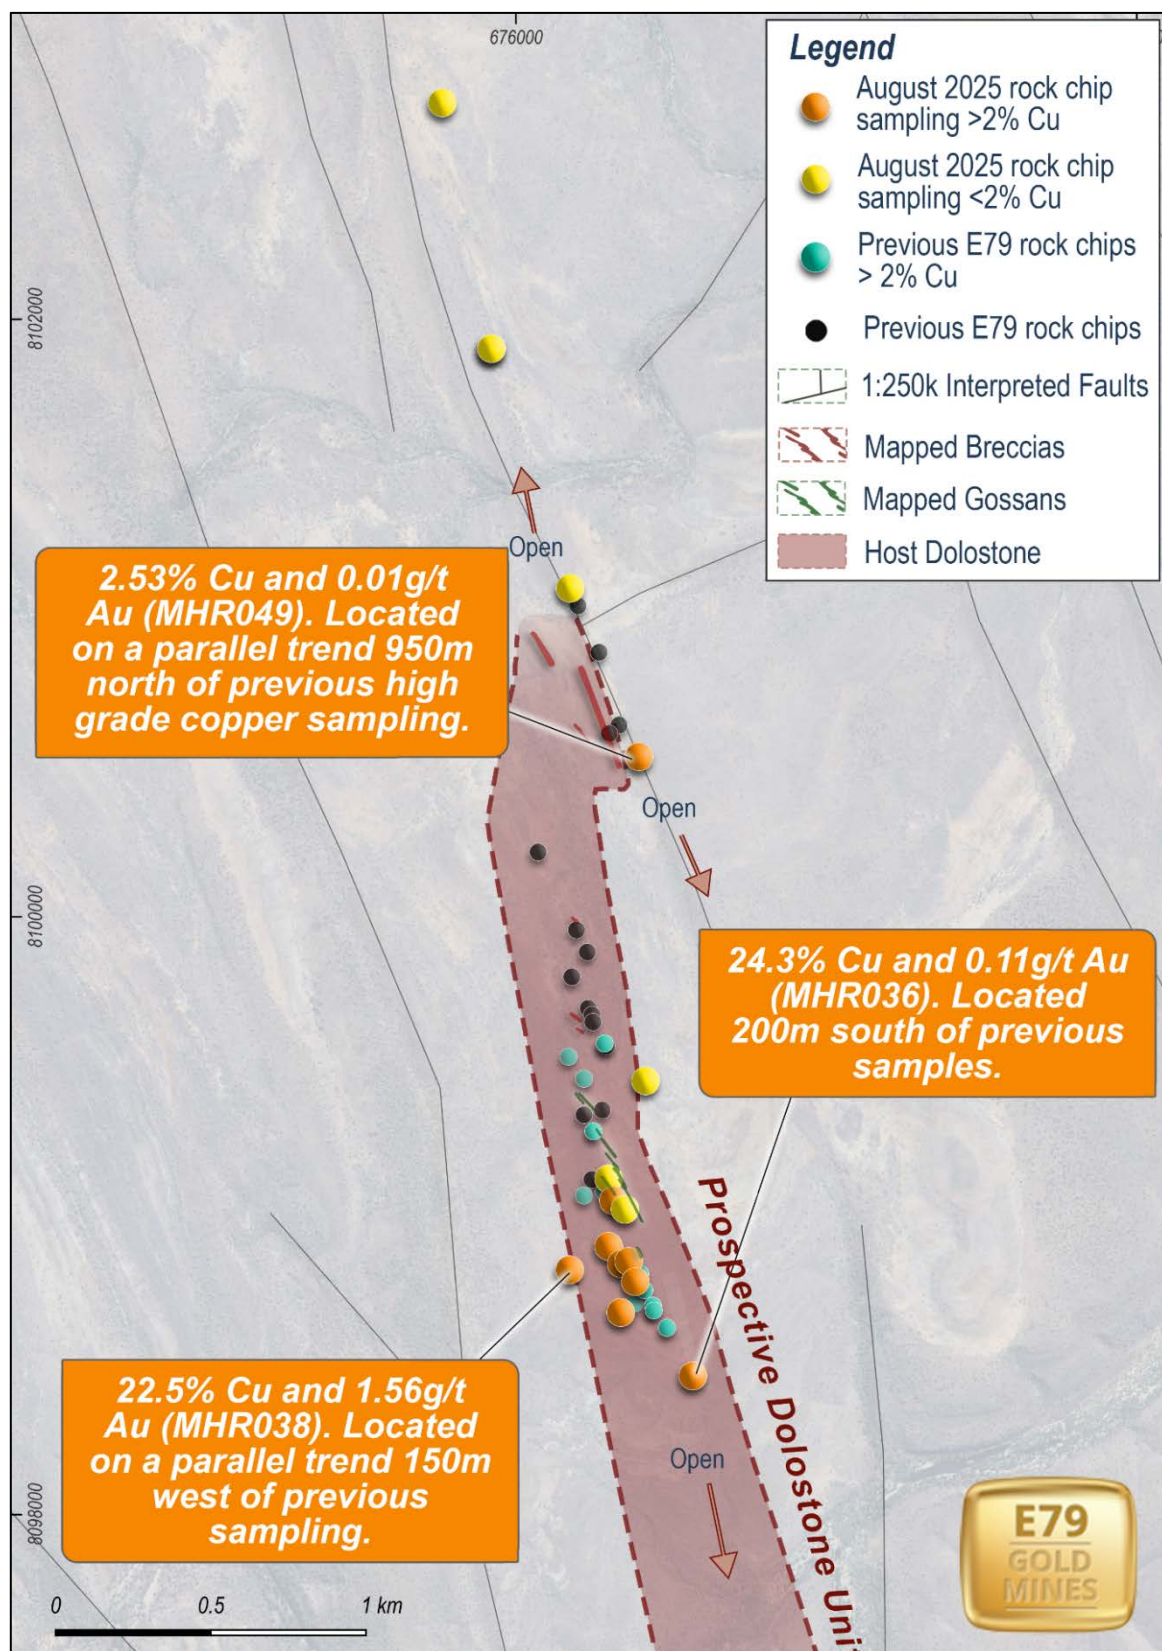 676000
Legend
August 2025 rock chip
sampling >2% Cu
August 2025 rock chip
sampling <2% Cu
Previous E79 rock chips
> 2% Cu
Previous E79 rock chips
1:250k Interpreted Faults
Mapped Breccias
Mapped Gossans
Host Dolostone
8102000
Open
2.53% Cu and 0.01g/t
Au (MHR049). Located
on a parallel trend 950m
north of previous high
grade copper sampling.
Open
8100000
24.3% Cu and 0.11g/t Au
(MHR036). Located
200m south of previous
samples.
Prospective Dolostone Uni
22.5% Cu and 1.56g/t
Au (MHR038). Located
on a parallel trend 150m
west of previous
sampling.
Open
8098000
E79
GOLD
MINES
0 0.5 1 km